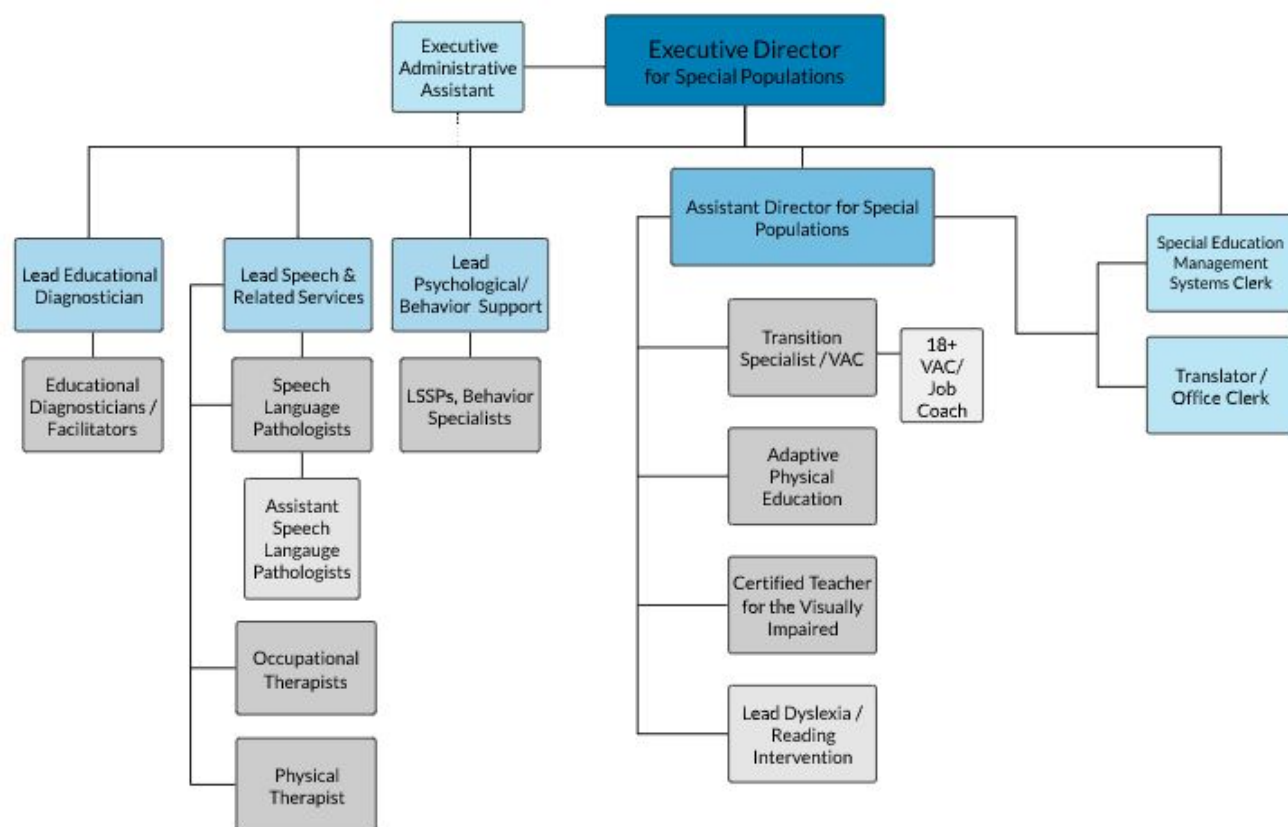 Executive
Administrative
Assistant
Executive Director
for Special Populations
Assistant Director for Special
Populations
Lead Educational
Diagnostician
Lead Speech &
Related Services
Lead
Psychological/
Behavior Support
Special Education
Management
Systems Clerk
Educational
Diagnosticians /
Facilitators
Speech
Language
Pathologists
LSSPs, Behavior
Specialists
Transition
Specialist /VAC
18+
VAC/
Job
Coach
Translator /
Office Clerk
Assistant
Speech
Langauge
Pathologists
Adaptive
Physical
Education
Certified Teacher
for the Visually
Impaired
Occupational
Therapists
Lead Dyslexia /
Reading
Intervention
Physical
Therapist